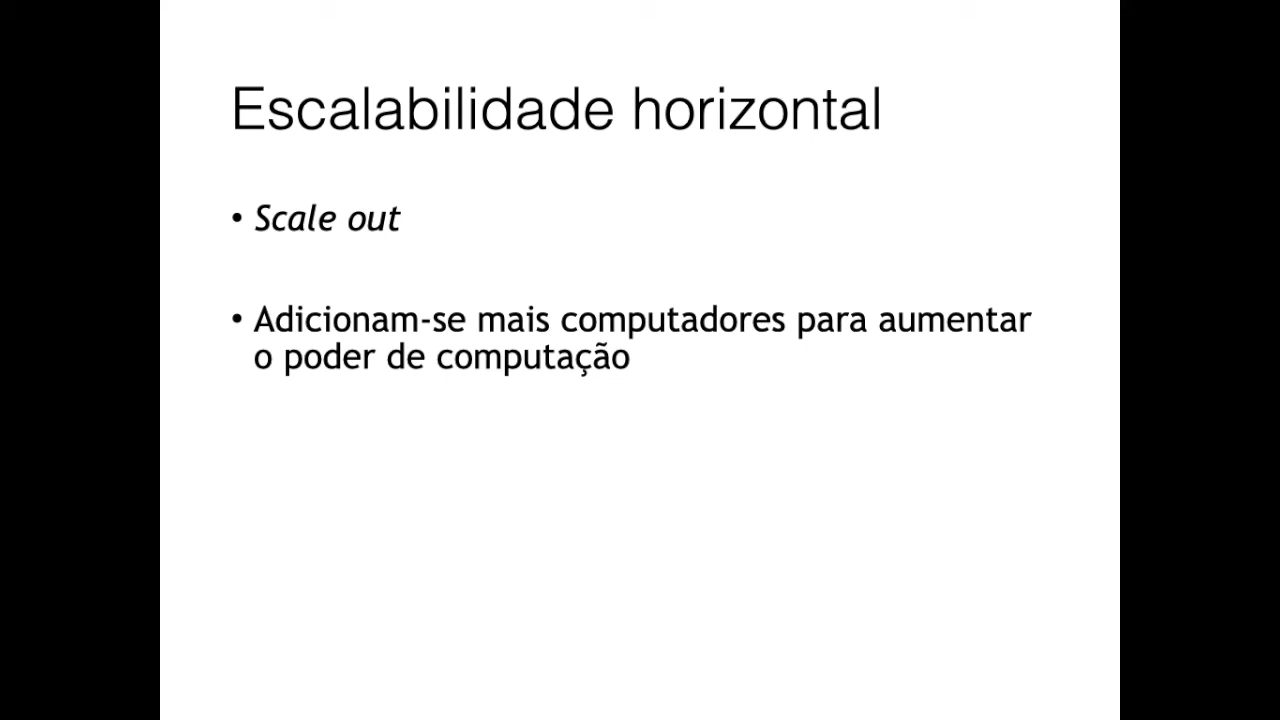 Escalabilidade horizontal
• Scale out
• Adicionam-se mais computadores para aumentar
o poder de computação